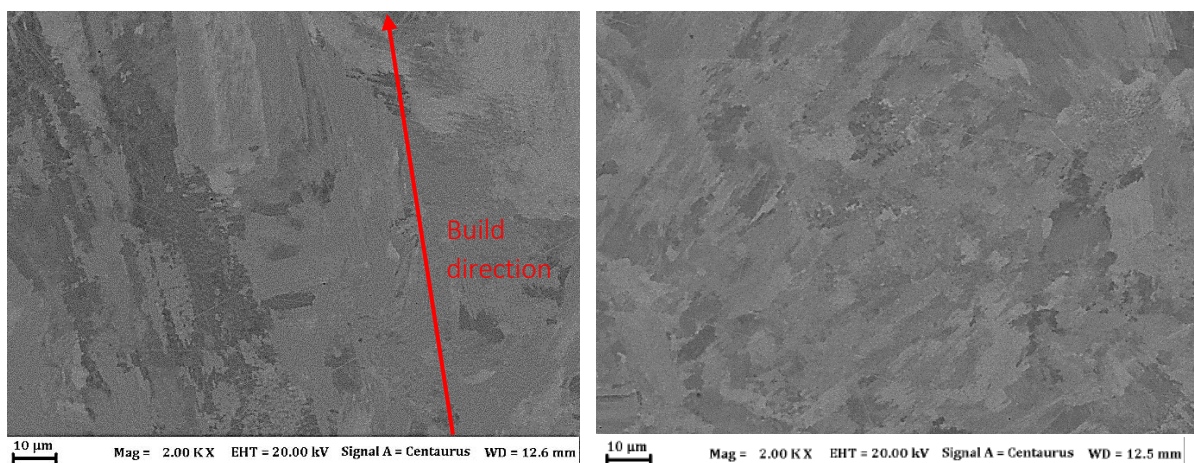 Build
direction
10 μm
Mag = 2.00 K X EHT = 20.00 kV Signal A = Centaurus WD = 12.6 mm
10 μm
Mag = 2.00 K X EHT = 20.00 kV Signal A = Centaurus WD = 12.5 mm